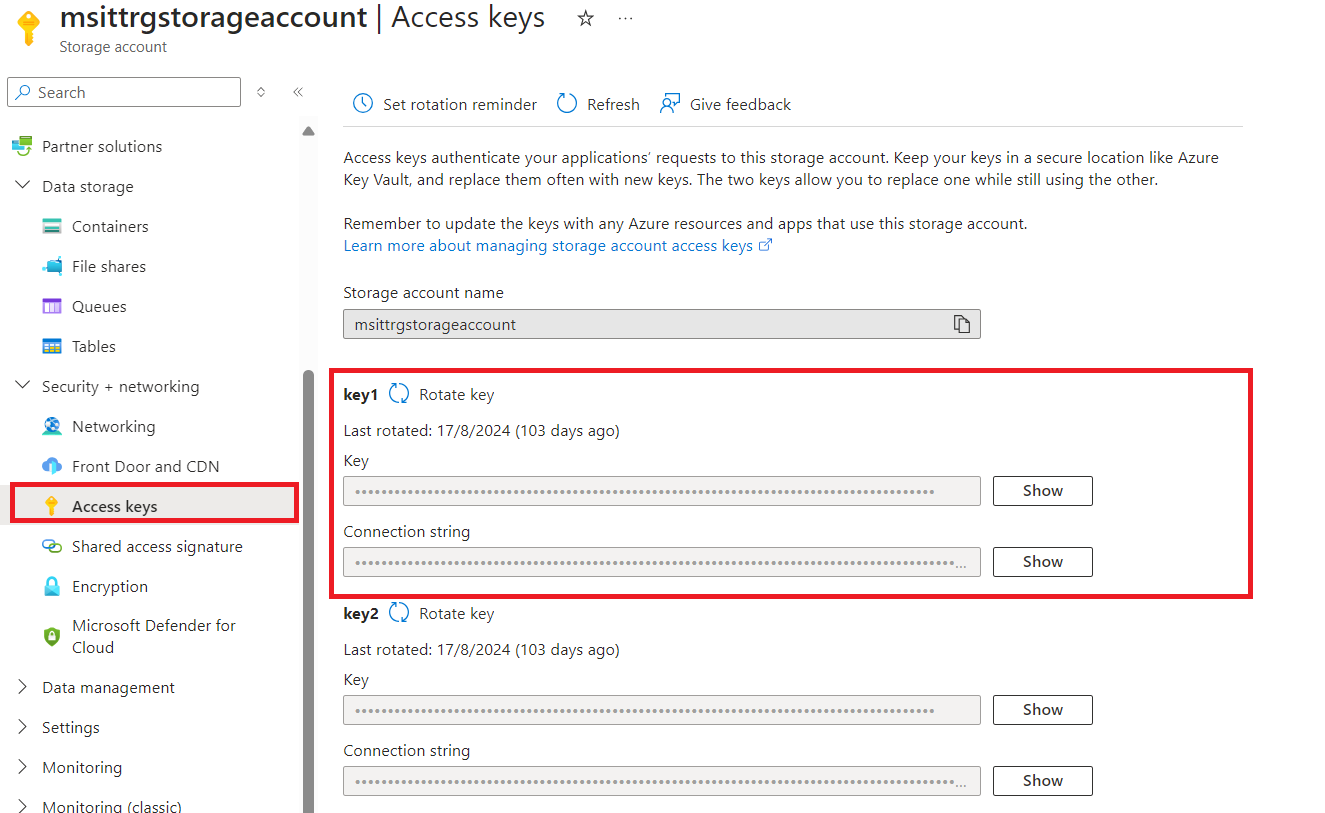 msittrgstorageaccount | Access keys
Storage account
Search
Partner solutions
Data storage
Containers
File shares
Queues
Tables
Security + networking
Networking
Front Door and CDN
Access keys
Shared access signature
Encryption
Microsoft Defender for
Cloud
Data management
Settings
Monitoring
Monitoring (classic)
Set rotation reminder
Refresh
Give feedback
Access keys authenticate your applications’ requests to this storage account. Keep your keys in a secure location like Azure
Key Vault, and replace them often with new keys. The two keys allow you to replace one while still using the other.
Remember to update the keys with any Azure resources and apps that use this storage account.
Learn more about managing storage account access keys
Storage account name
msittrgstorageaccount
key1 Rotate key
Last rotated: 17/8/2024 (103 days ago)
Key
Show
Connection string
Show
key2 Rotate key
Last rotated: 17/8/2024 (103 days ago)
Key
Show
Connection string
Show